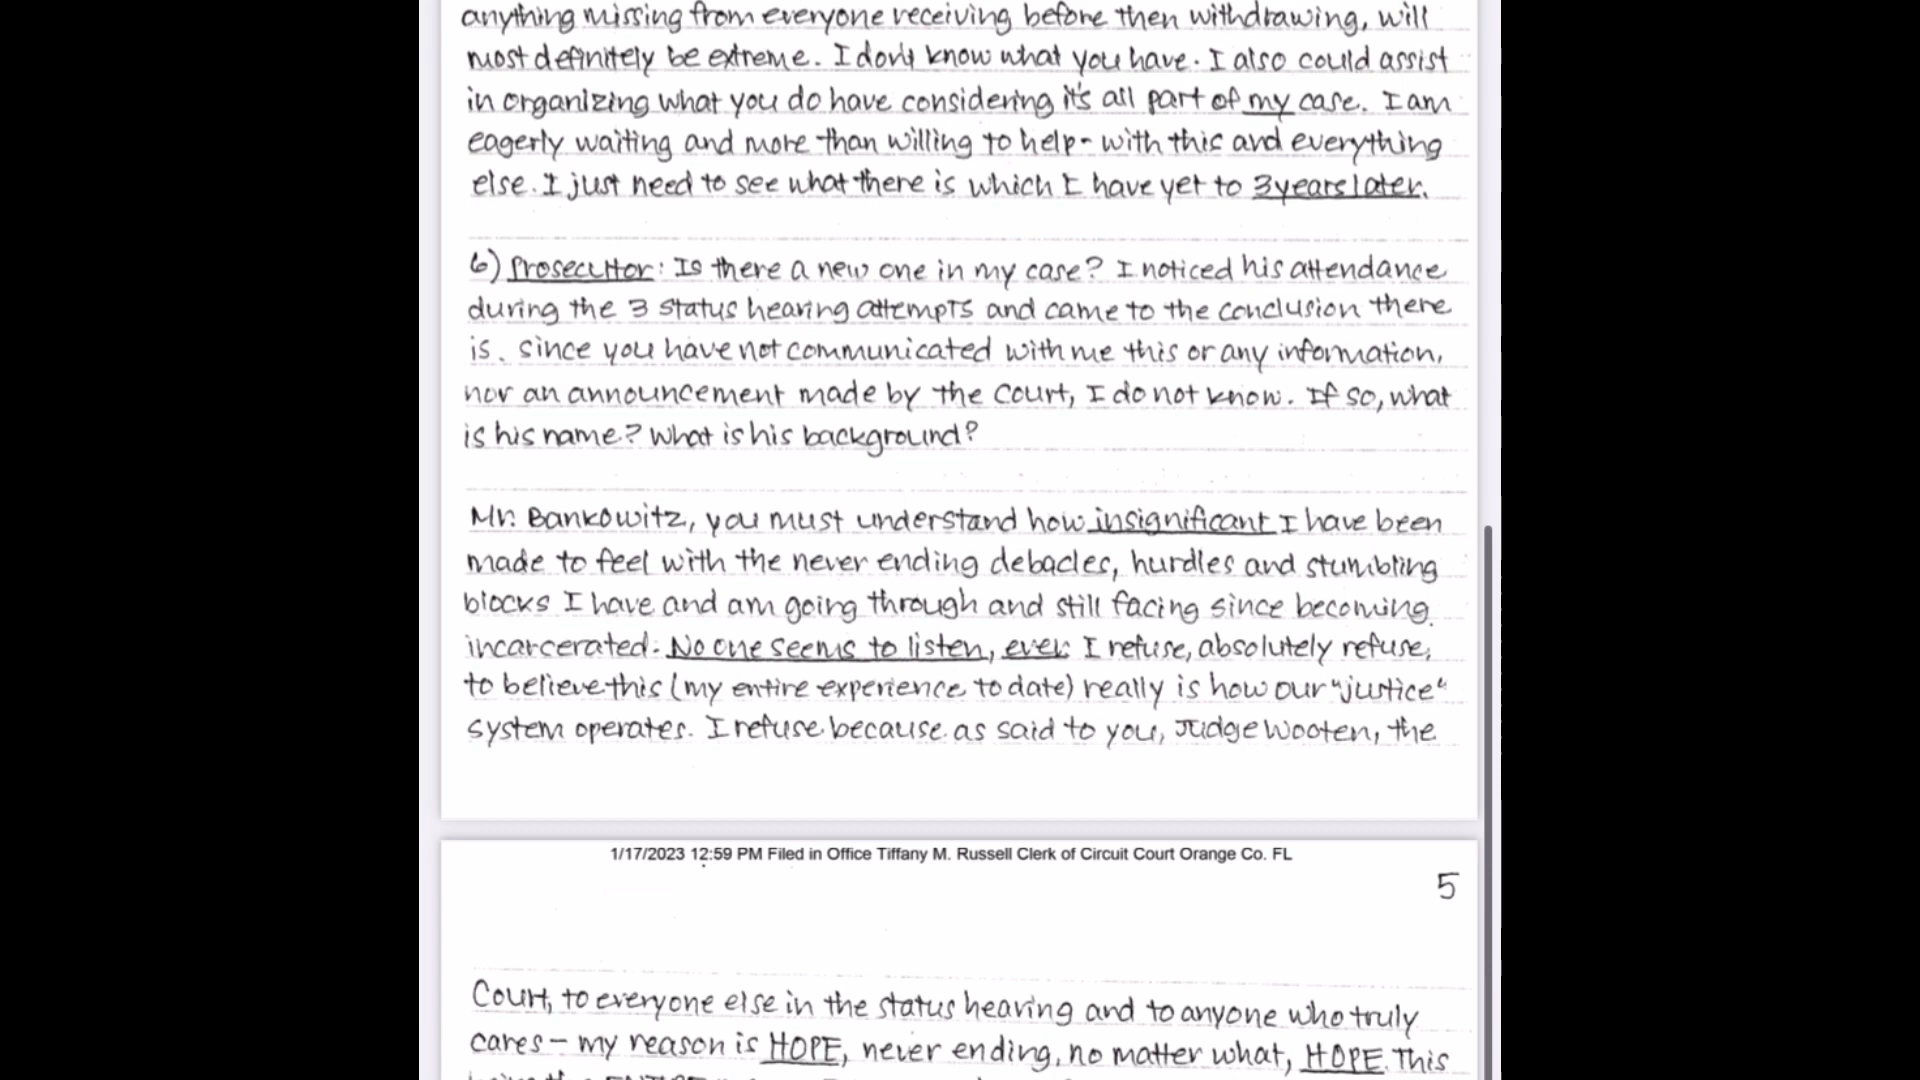 anything missing from everyone receiving before then withdrawing, will
most definitely be extreme. I don't know what you have. I also could assist
in organizing what you do have considering it's all part of my case. I am
eagerly waiting and more than willing to help- with this and everything
else. I just need to see what there is which I have yet to 3 years later.
6) Prosecuttor: Is there a new one in my case? I noticed his attendance
during the 3 status hearing attempts and came to the conclusion there
is. since you have not communicated with me this or any information,
nor an announcement made by the court, I do not know. If so, what
is his name? What is his background?
Mr. Bankowitz, you must understand how insignificant I have been
made to feel with the never ending debacles, hurdles and stumbling
blocks I have and am going through and still facing since becoming
incarcerated. No one seems to listen, ever. I refuse, absolutely refuse,
to believe this (my entire experience to date) really is how our "justice"
system operates. I refuse because as said to you, Judge Wooten, the
1/17/2023 12:59 PM Filed in Office Tiffany M. Russell Clerk of Circuit Court Orange Co. FL
5
Court, to everyone else in the status hearing and to anyone who truly
cares - my reason is HOPE, never ending, no matter what, HOPE. This